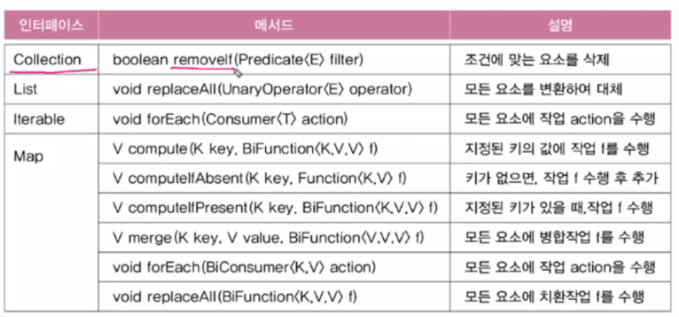 인터페이스 메서드 설명
Collection boolean removeIf(Predicate<E> filter) 조건에 맞는 요소를 삭제
List void replaceAll(UnaryOperator<E> operator) 모든 요소를 변환하여 대체
Iterable void forEach(Consumer<T> action) 모든 요소에 작업 action을 수행
Map V compute(K key, BiFunction<K,V,V> f) 지정된 키의 값에 작업 f를 수행
V computeIfAbsent(K key, Function<K,V> f) 키가 없으면, 작업 f 수행 후 추가
V computeIfPresent(K key, BiFunction<K,V,V> f) 지정된 키가 있을 때,작업 f 수행
V merge(K key, V value, BiFunction<V,V,V> f) 모든 요소에 병합작업 f를 수행
void forEach(BiConsumer<K,V> action) 모든 요소에 작업 action을 수행
void replaceAll(BiFunction<K,V,V> f) 모든 요소에 치환작업 f를 수행